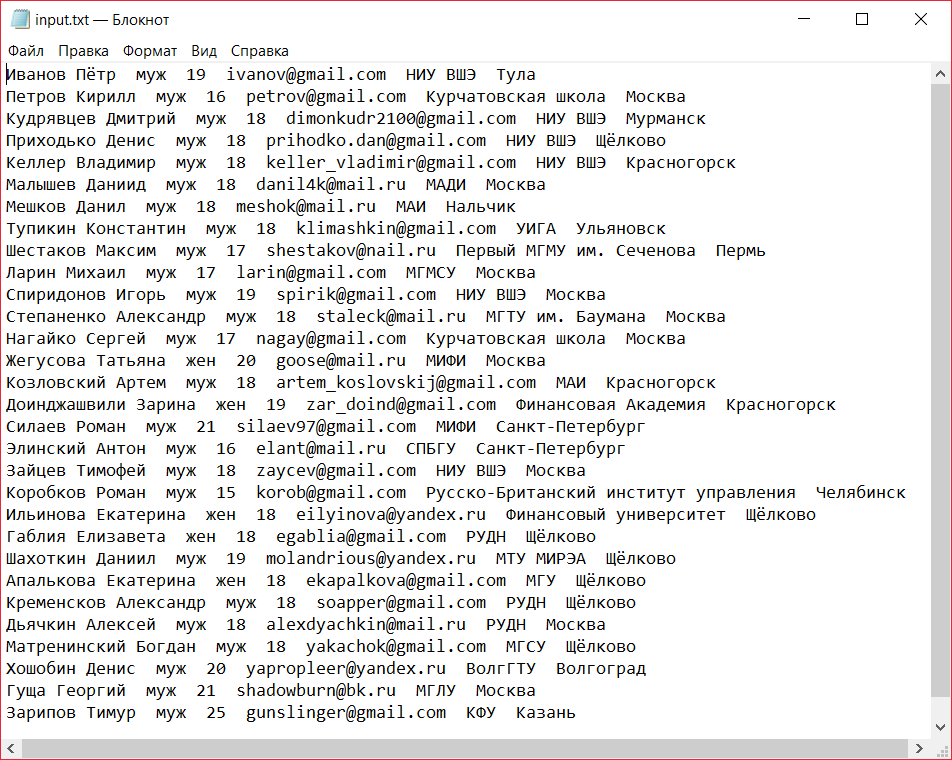 input.txt — Блокнот
Файл Правка Формат Вид Справка
Иванов Пётр  муж  19  ivanov@gmail.com  НИУ ВШЭ  Тула
Петров Кирилл  муж  16  petrov@gmail.com  Курчатовская школа  Москва
Кудрявцев Дмитрий  муж  18  dimonkudr2100@gmail.com  НИУ ВШЭ  Мурманск
Приходько Денис  муж  18  prihodko.dan@gmail.com  НИУ ВШЭ  Щёлково
Келлер Владимир  муж  18  keller_vladimir@gmail.com  НИУ ВШЭ  Красногорск
Малышев Даниид  муж  18  danil4k@mail.ru  МАДИ  Москва
Мешков Данил  муж  18  meshok@mail.ru  МАИ  Нальчик
Тупикин Константин  муж  18  klimashkin@gmail.com  УИГА  Ульяновск
Шестаков Максим  муж  17  shestakov@nail.ru  Первый МГМУ им. Сеченова  Пермь
Ларин Михаил  муж  17  larin@gmail.com  МГМСУ  Москва
Спиридонов Игорь  муж  19  spirik@gmail.com  НИУ ВШЭ  Москва
Степаненко Александр  муж  18  staleck@mail.ru  МГТУ им. Баумана  Москва
Нагайко Сергей  муж  17  nagay@gmail.com  Курчатовская школа  Москва
Жегусова Татьяна  жен  20  goose@mail.ru  МИФИ  Москва
Козловский Артем  муж  18  artem_koslovskij@gmail.com  МАИ  Красногорск
Доинджашвили Зарина  жен  19  zar_doind@gmail.com  Финансовая Академия  Красногорск
Силаев Роман  муж  21  silaev97@gmail.com  МИФИ  Санкт-Петербург
Элинский Антон  муж  16  elant@mail.ru  СПБГУ  Санкт-Петербург
Зайцев Тимофей  муж  18  zaycev@gmail.com  НИУ ВШЭ  Москва
Коробков Роман  муж  15  korob@gmail.com  Русско-Британский институт управления  Челябинск
Ильинова Екатерина  жен  18  eilyinova@yandex.ru  Финансовый университет  Щёлково
Габлия Елизавета  жен  18  egablia@gmail.com  РУДН  Щёлково
Шахоткин Даниил  муж  19  molandrious@yandex.ru  МТУ МИРЭА  Щёлково
Апалькова Екатерина  жен  18  ekapalkova@gmail.com  МГУ  Щёлково
Кременсков Александр  муж  18  soapper@gmail.com  РУДН  Щёлково
Дьячкин Алексей  муж  18  alexdyachkin@mail.ru  РУДН  Москва
Матренинский Богдан  муж  18  yakachok@gmail.com  МГСУ  Щёлково
Хошобин Денис  муж  20  yapropleer@yandex.ru  ВолгГТУ  Волгоград
Гуща Георгий  муж  21  shadowburn@bk.ru  МГЛУ  Москва
Зарипов Тимур  муж  25  gunslinger@gmail.com  КФУ  Казань